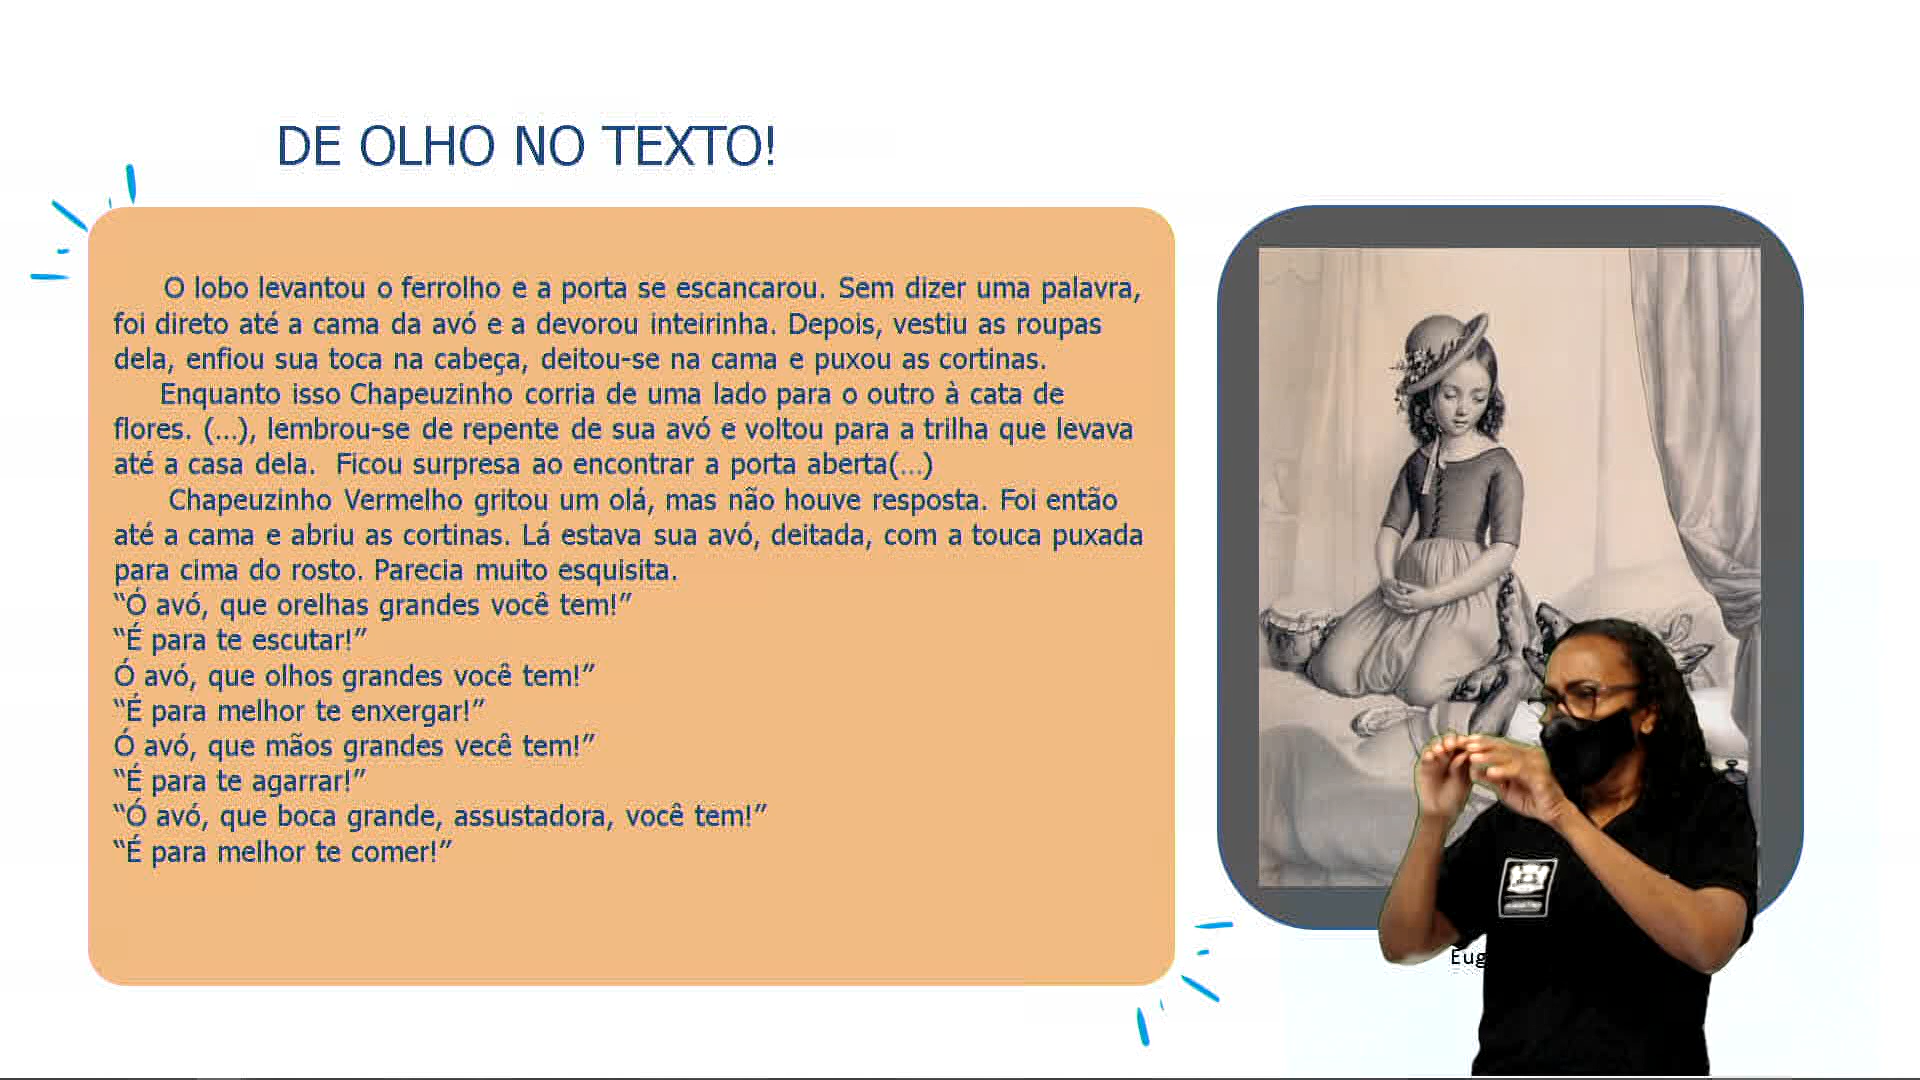 DE OLHO NO TEXTO!
O lobo levantou o ferrolho e a porta se escancarou. Sem dizer uma palavra,
foi direto até a cama da avó e a devorou inteirinha. Depois, vestiu as roupas
dela, enfiou sua toca na cabeça, deitou-se na cama e puxou as cortinas.
Enquanto isso Chapeuzinho corria de uma lado para o outro à cata de
flores. (...), lembrou-se de repente de sua avó e voltou para a trilha que levava
até a casa dela. Ficou surpresa ao encontrar a porta aberta(...)
Chapeuzinho Vermelho gritou um olá, mas não houve resposta. Foi então
até a cama e abriu as cortinas. Lá estava sua avó, deitada, com a touca puxada
para cima do rosto. Parecia muito esquisita.
“Ó avó, que orelhas grandes você tem!”
“É para te escutar!”
Ó avó, que olhos grandes você tem!”
“É para melhor te enxergar!”
Ó avó, que mãos grandes vecê tem!”
“É para te agarrar!”
“Ó avó, que boca grande, assustadora, você tem!”
“É para melhor te comer!”
Eug